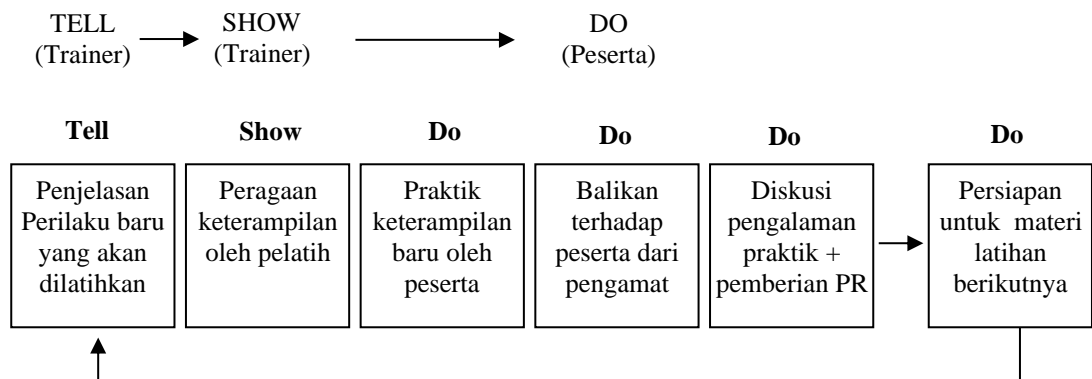 TELL
(Trainer)
SHOW
(Trainer)
DO
(Peserta)
Tell
Show
Do
Do
Do
Do
Penjelasan
Perilaku baru
yang akan
dilatihkan
Peragaan
keterampilan
oleh pelatih
Praktik
keterampilan
baru oleh
peserta
Balikan
terhadap
peserta dari
pengamat
Diskusi
pengalaman
praktik +
pemberian PR
Persiapan
untuk materi
latihan
berikutnya